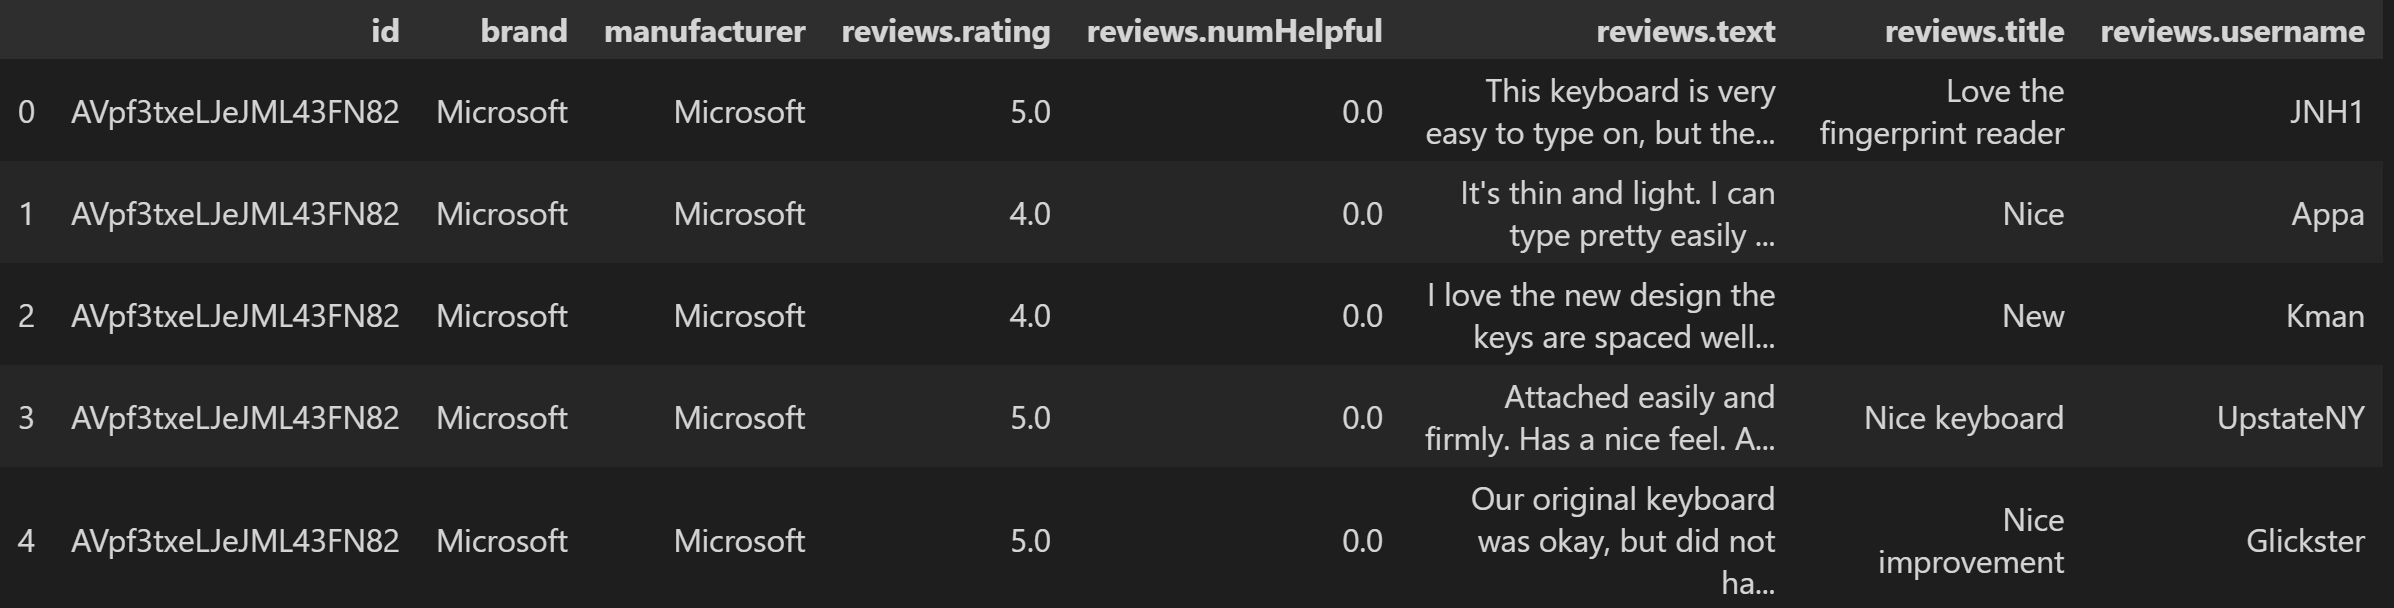 id brand manufacturer reviews.rating reviews.numHelpful reviews.text reviews.title reviews.username
0 AVpf3txeLJeJML43FN82 Microsoft Microsoft 5.0 0.0 This keyboard is very easy to type on, but the... Love the fingerprint reader JNH1
1 AVpf3txeLJeJML43FN82 Microsoft Microsoft 4.0 0.0 It's thin and light. I can type pretty easily ... Nice Appa
2 AVpf3txeLJeJML43FN82 Microsoft Microsoft 4.0 0.0 I love the new design the keys are spaced well... New Kman
3 AVpf3txeLJeJML43FN82 Microsoft Microsoft 5.0 0.0 Attached easily and firmly. Has a nice feel. A... Nice keyboard UpstateNY
4 AVpf3txeLJeJML43FN82 Microsoft Microsoft 5.0 0.0 Our original keyboard was okay, but did not ha... Nice improvement Glickster